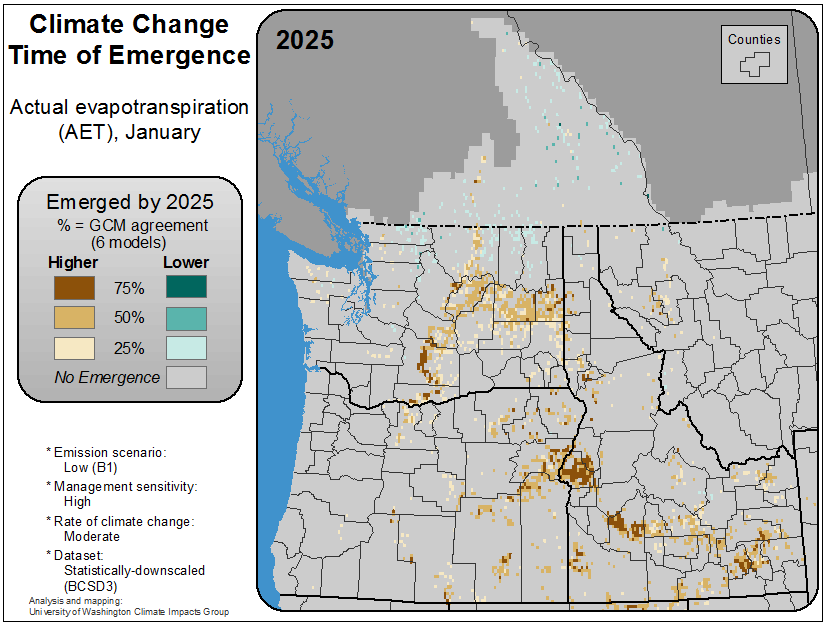 Climate Change
Time of Emergence
Actual evapotranspiration
(AET), January
Emerged by 2025
% = GCM agreement
(6 models)
Higher
Lower
75%
50%
25%
No Emergence
* Emission scenario:
Low (B1)
* Management sensitivity:
High
* Rate of climate change:
Moderate
* Dataset:
Statistically-downscaled
(BCSD3)
Analysis and mapping:
University of Washington Climate Impacts Group
2025
Counties